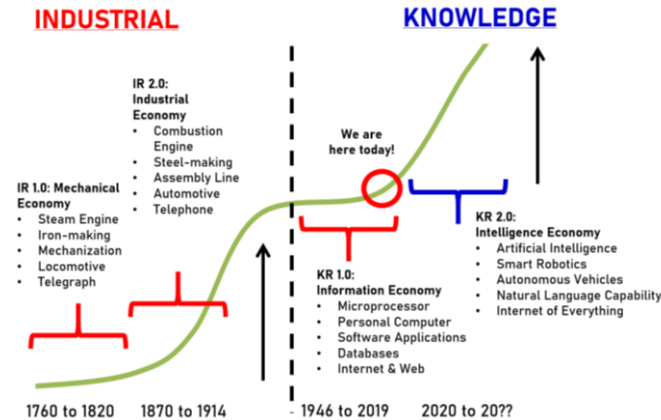 INDUSTRIAL
KNOWLEDGE
IR 2.0:
Industrial
Economy
• Combustion
Engine
• Steel-making
• Assembly Line
• Automotive
• Telephone
We are
here today!
IR 1.0: Mechanical
Economy
• Steam Engine
• Iron-making
• Mechanization
• Locomotive
• Telegraph
KR 2.0:
Intelligence Economy
• Artificial Intelligence
• Smart Robotics
• Autonomous Vehicles
• Natural Language Capability
• Internet of Everything
KR 1.0:
Information Economy
• Microprocessor
• Personal Computer
• Software Applications
• Databases
• Internet & Web
1760 to 1820
1870 to 1914
1946 to 2019
2020 to 20??